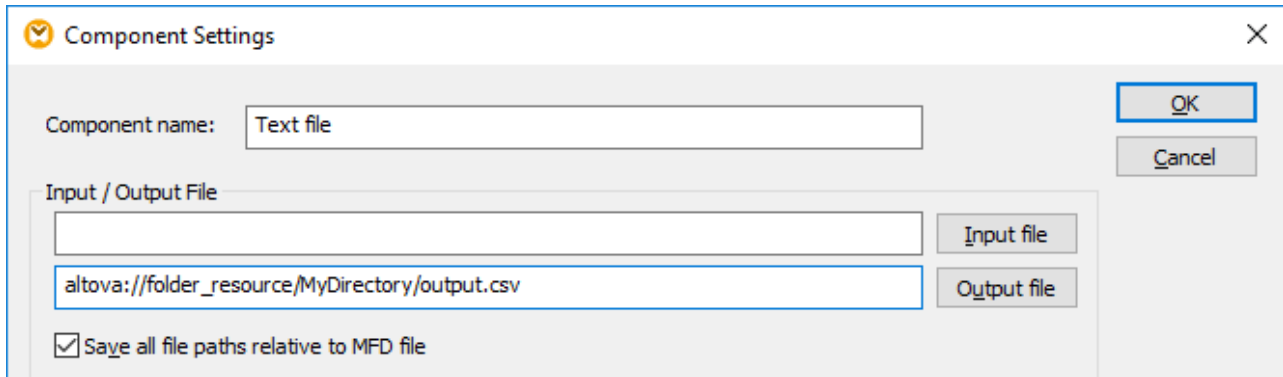 Component Settings
Component name: Text file
OK
Cancel
Input / Output File
Input file
altova://folder_resource/MyDirectory/output.csv Output file
Save all file paths relative to MFD file